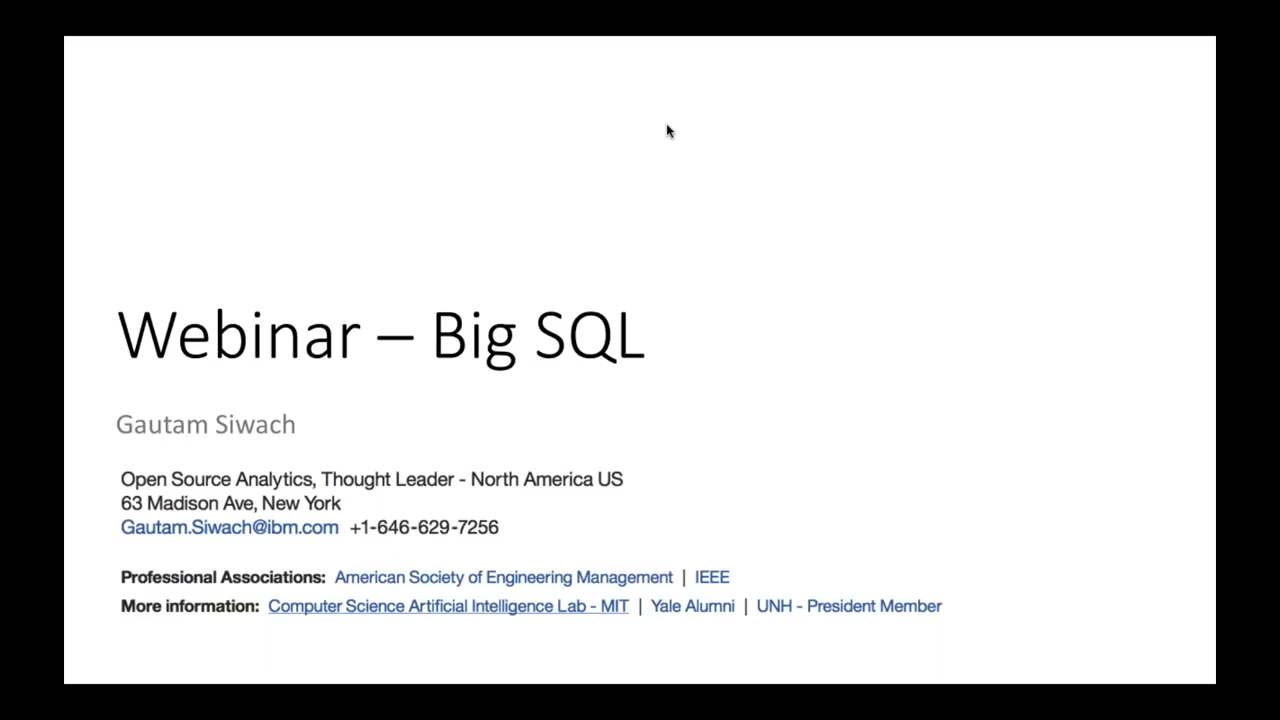 Webinar – Big SQL
Gautam Siwach
Open Source Analytics, Thought Leader - North America US
63 Madison Ave, New York
Gautam.Siwach@ibm.com +1-646-629-7256
Professional Associations: American Society of Engineering Management | IEEE
More information: Computer Science Artificial Intelligence Lab - MIT | Yale Alumni | UNH - President Member